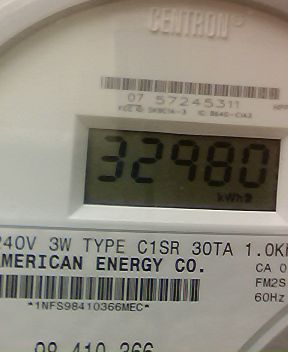 CENTRON®
07 57245311
32980
kWh
240V 3W TYPE C1SR 30TA 1.0K
AMERICAN ENERGY CO.
CA 0
FM2S
60Hz
*1NFS98410366MEC*
98 410 366